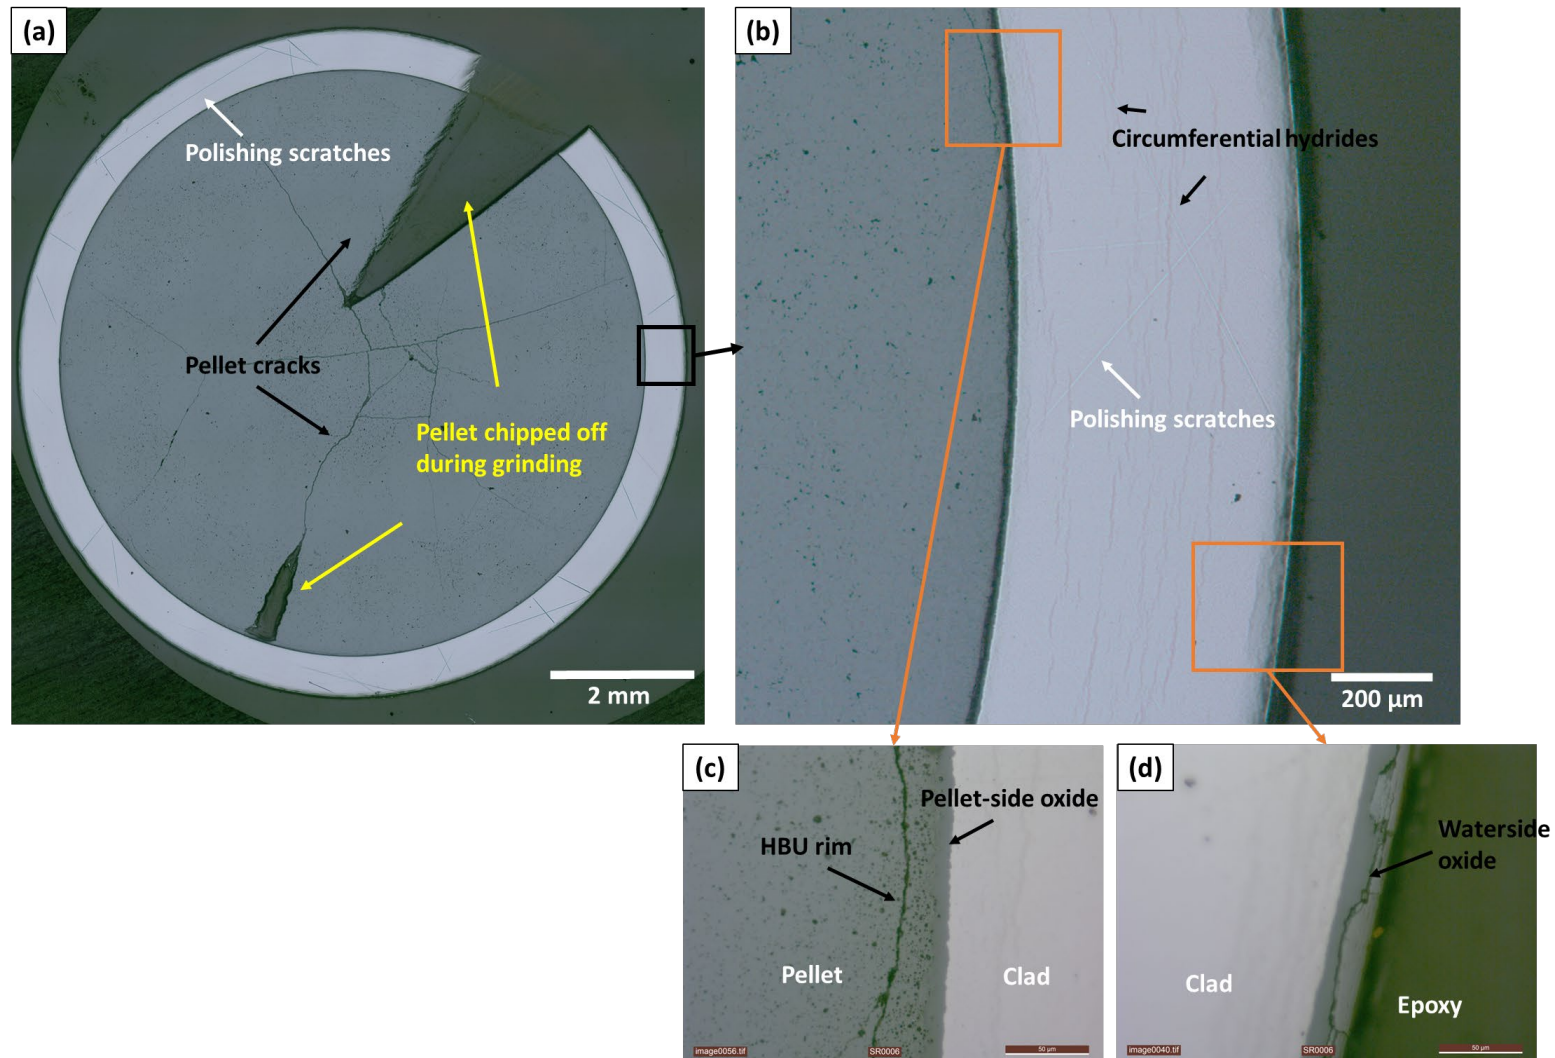 (a)
Polishing scratches
Pellet cracks
Pellet chipped off
during grinding
2 mm
(b)
Circumferential hydrides
Polishing scratches
200 µm
(c)
Pellet-side oxide
HBU rim
Pellet
Clad
image0056.tif
SR0006
50 µm
(d)
Waterside
oxide
Clad
Epoxy
image0040.tif
SR0006
50 µm